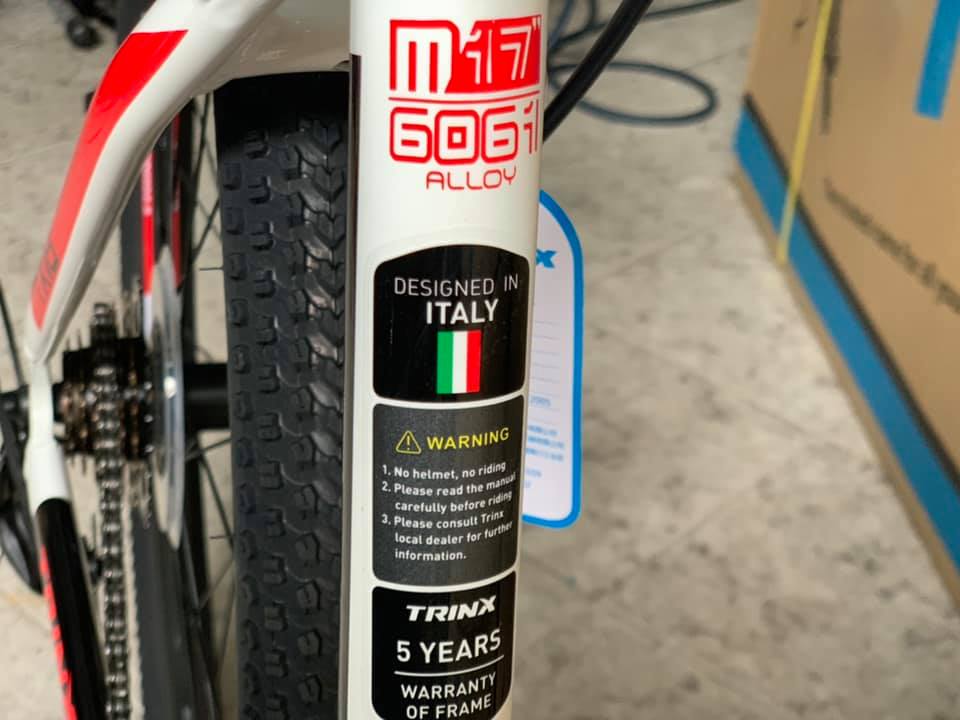 M17"
6061
ALLOY
DESIGNED IN
ITALY
WARNING
1. No helmet, no riding
2. Please read the manual
carefully before riding
3. Please consult Trinx
local dealer for further
information.
TRINX
5 YEARS
WARRANTY
OF FRAME